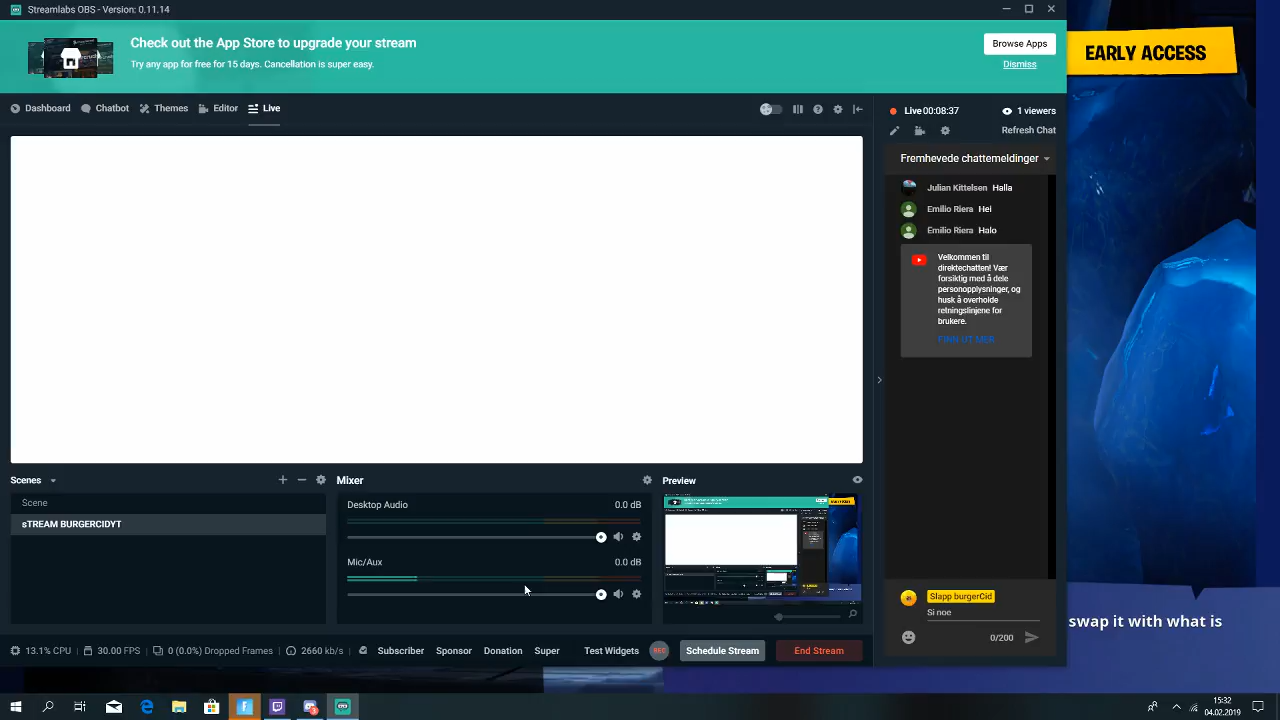 Streamlabs OBS - Version: 0.11.14
Check out the App Store to upgrade your stream
Try any app for free for 15 days. Cancellation is super easy.
Browse Apps
Dismiss
EARLY ACCESS
Dashboard
Chatbot
Themes
Editor
Live
Live 00:08:37
1 viewers
Refresh Chat
Fremhevede chattemeldinger
Julian Kittelsen Halla
Emilio Riera Hei
Emilio Riera Halo
Velkommen til
direktechatten! Vær
forsiktig med å dele
personopplysninger, og
husk å overholde
retningslinjene for
brukere.
FINN UT MER
Scenes
Scene
sTREAM BURGER !!!!TT
Mixer
Desktop Audio
0.0 dB
Mic/Aux
0.0 dB
Preview
Slapp burgerCid
Si noe
0/200
swap it with what is
13.1% CPU
30.00 FPS
0 (0.0%) Dropped Frames
2660 kb/s
Subscriber
Sponsor
Donation
Super
Test Widgets
REC
Schedule Stream
End Stream
15:32
04.02.2019